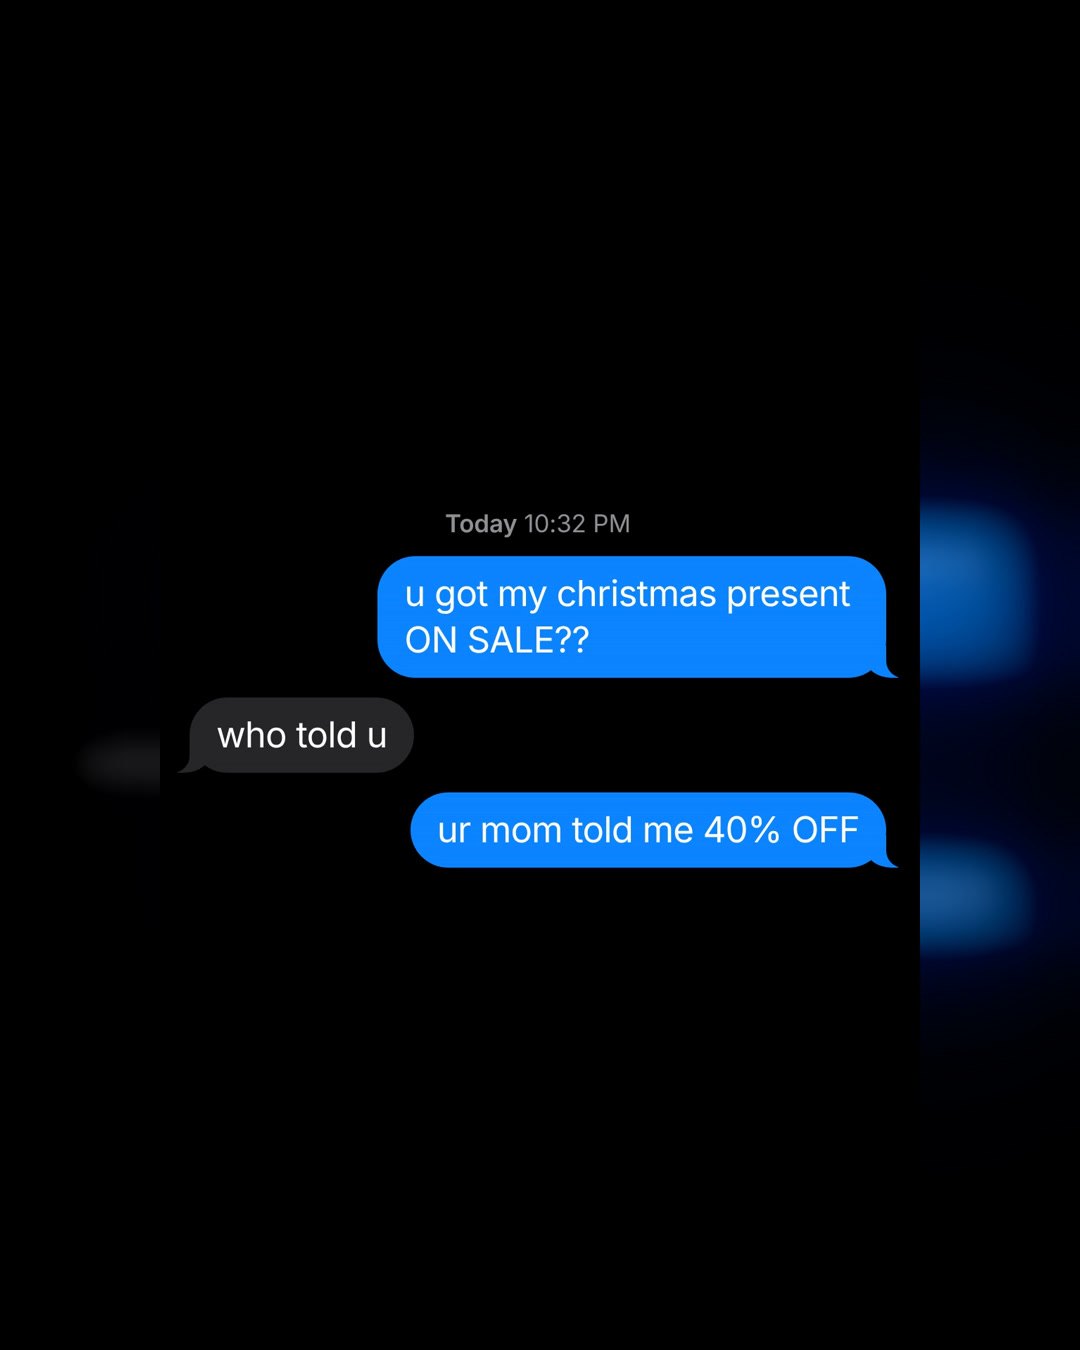 Today 10:32 PM
u got my christmas present
ON SALE??
who told u
ur mom told me 40% OFF